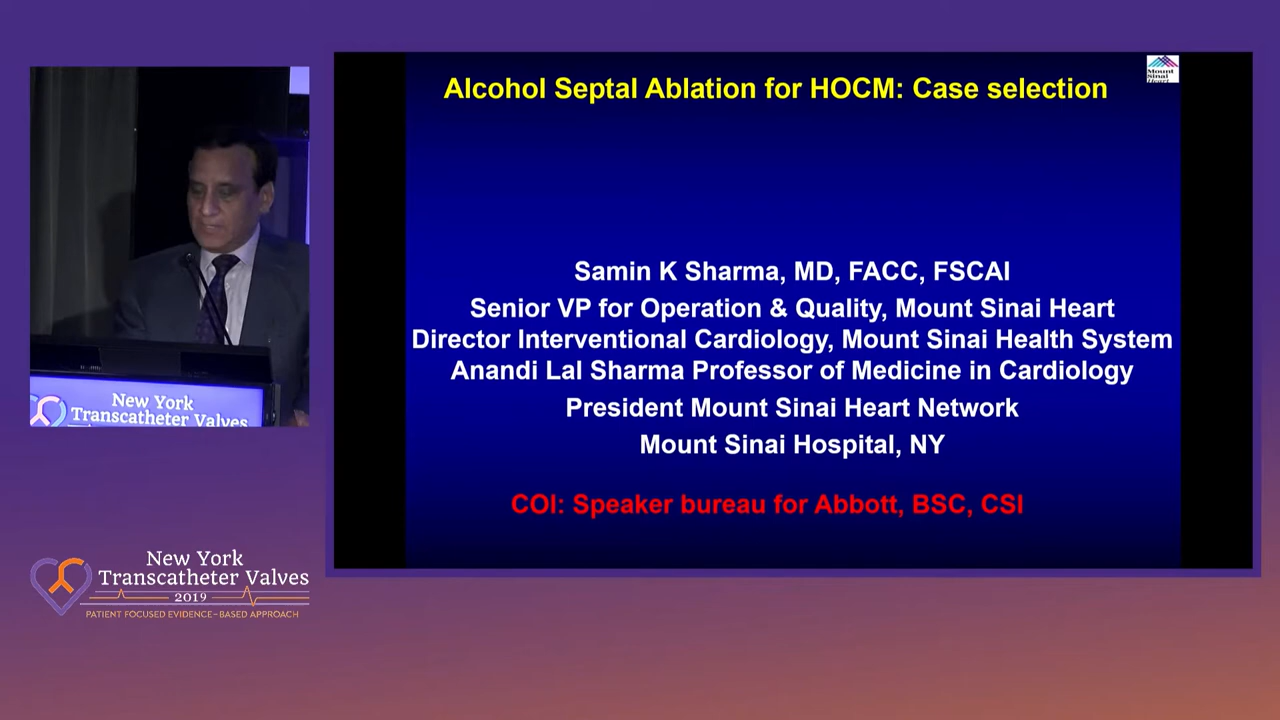 Alcohol Septal Ablation for HOCM: Case selection
Mount
Sinai
Heart
Samin K Sharma, MD, FACC, FSCAI
Senior VP for Operation & Quality, Mount Sinai Heart
Director Interventional Cardiology, Mount Sinai Health System
Anandi Lal Sharma Professor of Medicine in Cardiology
President Mount Sinai Heart Network
Mount Sinai Hospital, NY
COI: Speaker bureau for Abbott, BSC, CSI
New York
Transcatheter Valves
New York
Transcatheter Valves
2019
PATIENT FOCUSED EVIDENCE-BASED APPROACH